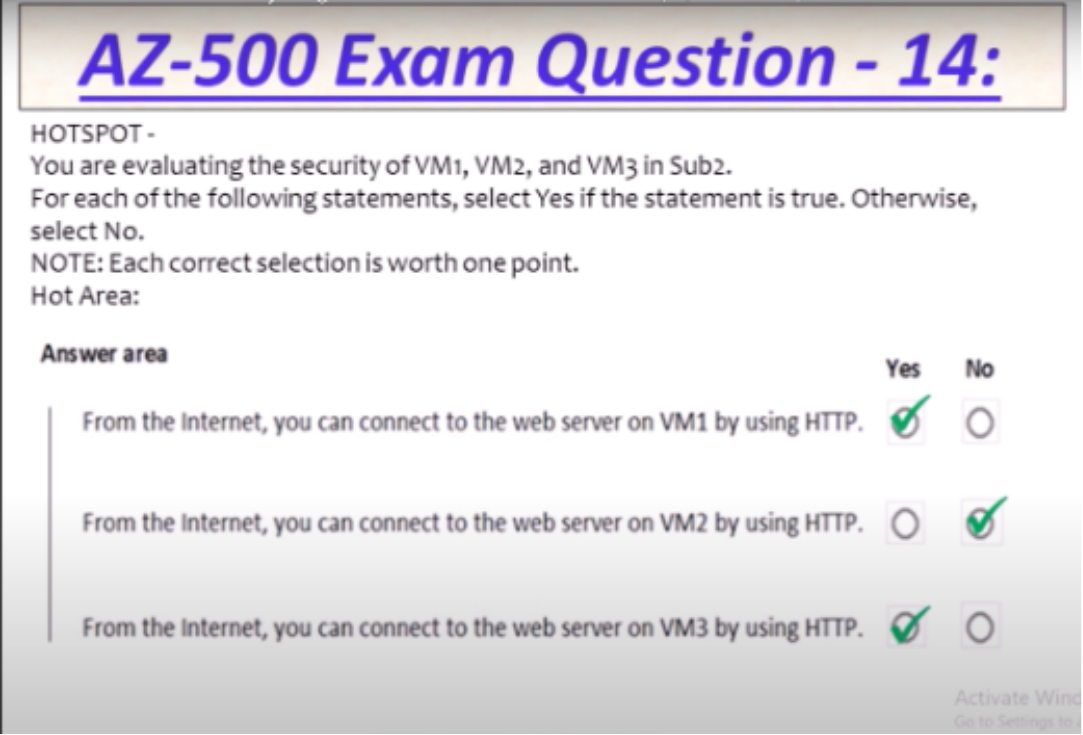 AZ-500 Exam Question - 14:
HOTSPOT -
You are evaluating the security of VM1, VM2, and VM3 in Sub2.
For each of the following statements, select Yes if the statement is true. Otherwise,
select No.
NOTE: Each correct selection is worth one point.
Hot Area:
Answer area
Yes No
From the Internet, you can connect to the web server on VM1 by using HTTP.
From the Internet, you can connect to the web server on VM2 by using HTTP.
From the Internet, you can connect to the web server on VM3 by using HTTP.
Activate Wind
Go to Settings to